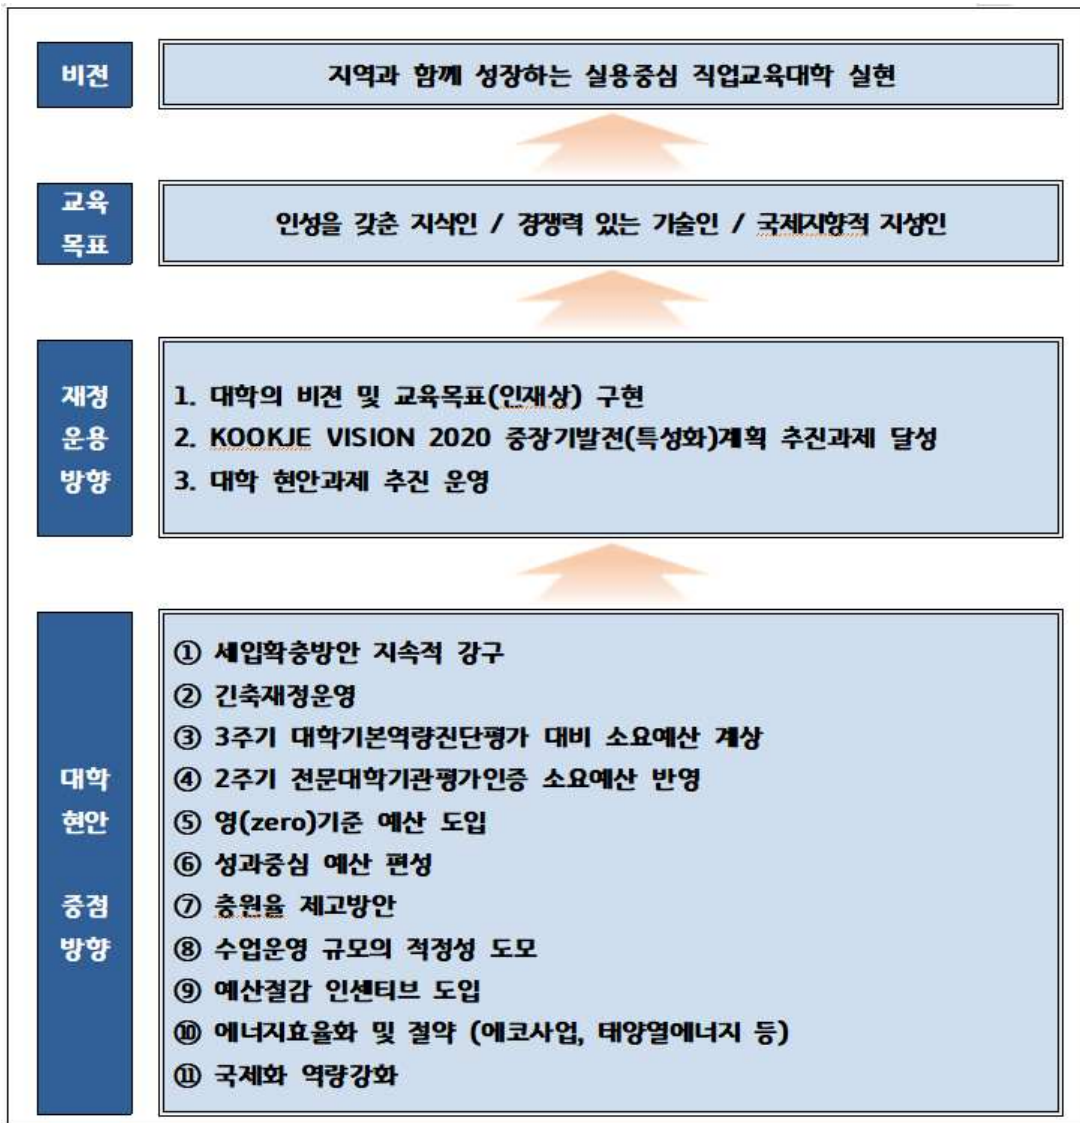 비전
지역과 함께 성장하는 실용중심 직업교육대학 실현
교육
목표
인성을 갖춘 지식인 / 경쟁력 있는 기술인 / 국제지향적 지성인
재정
운용
방향
1. 대학의 비전 및 교육목표(인재상) 구현
2. KOOKJE VISION 2020 중장기발전(특성화)계획 추진과제 달성
3. 대학 현안과제 추진 운영
대학
현안
중점
방향
① 세입확충방안 지속적 강구
② 긴축재정운영
③ 3주기 대학기본역량진단평가 대비 소요예산 계상
④ 2주기 전문대학기관평가인증 소요예산 반영
⑤ 영(zero)기준 예산 도입
⑥ 성과중심 예산 편성
⑦ 충원율 제고방안
⑧ 수업운영 규모의 적정성 도모
⑨ 예산절감 인센티브 도입
⑩ 에너지효율화 및 절약 (에코사업, 태양열에너지 등)
⑪ 국제화 역량강화